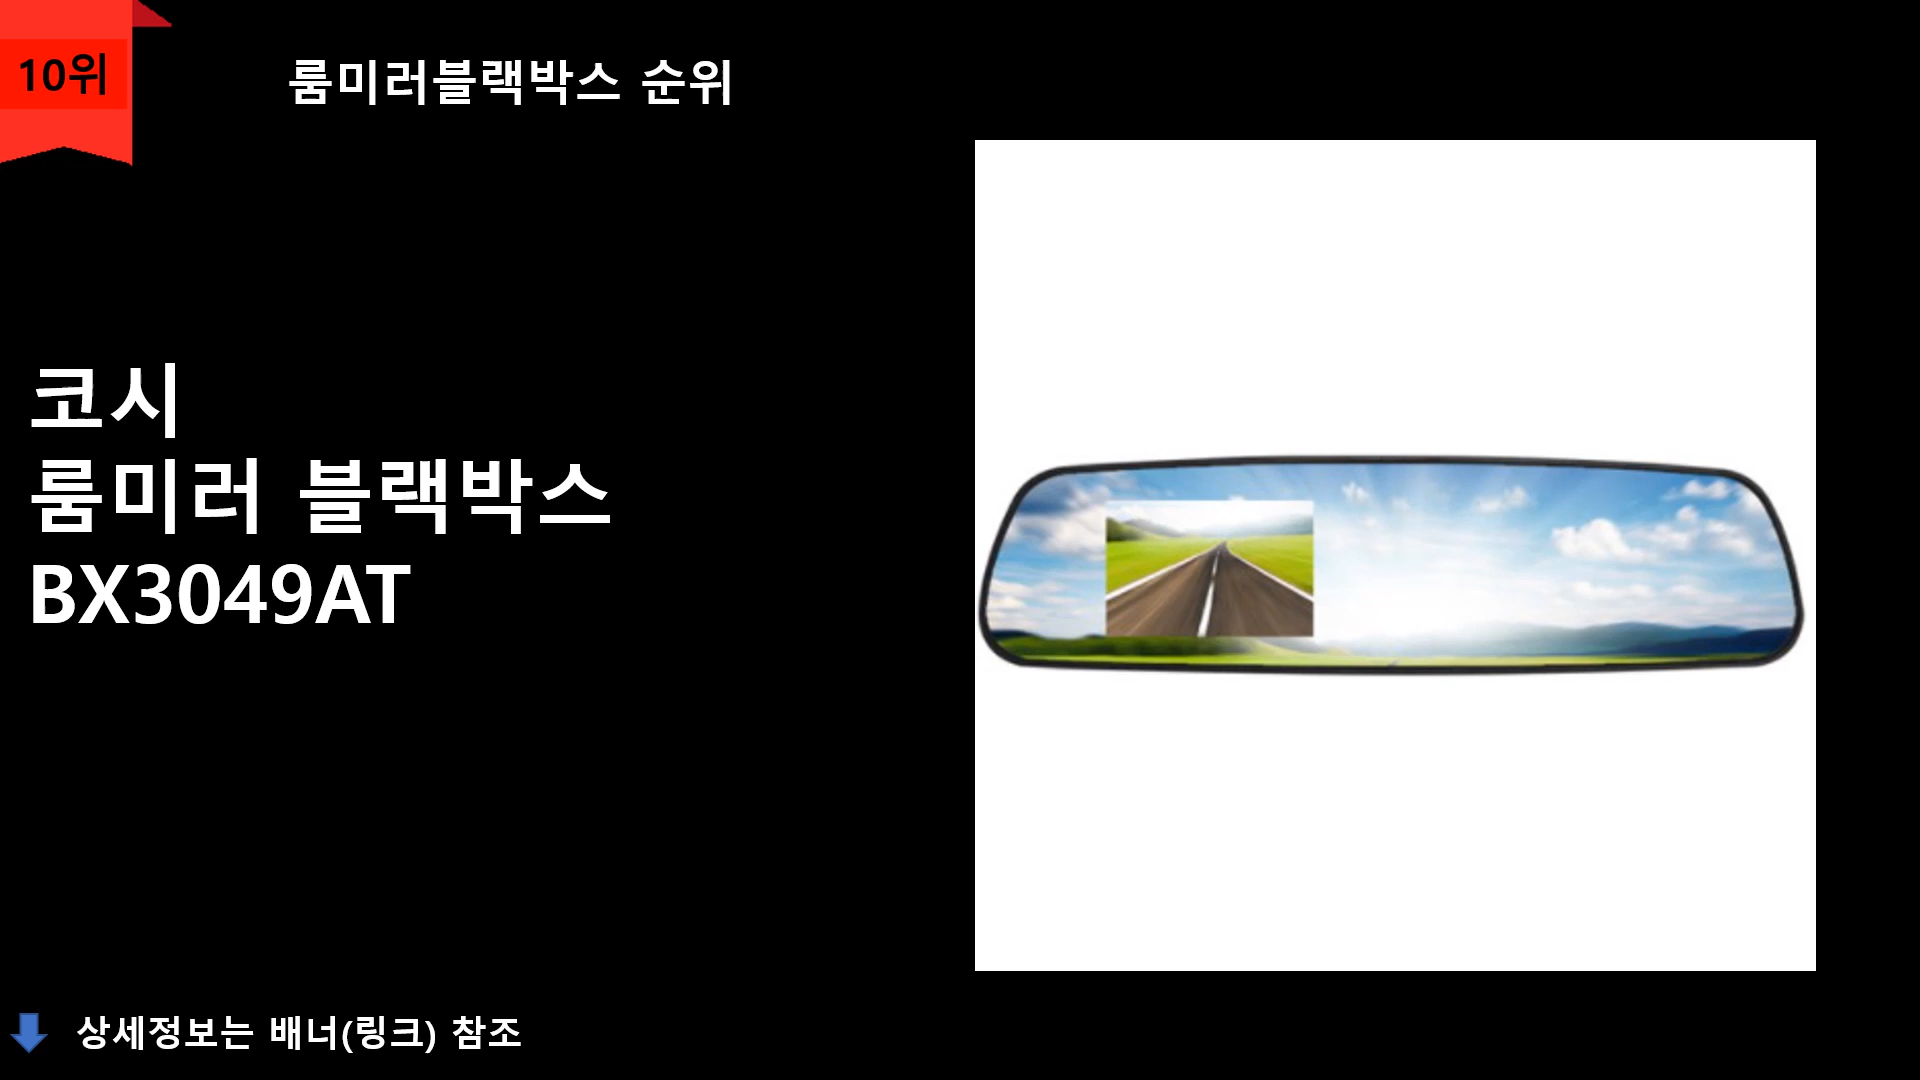 10위
룸미러블랙박스 순위
코시
룸미러 블랙박스
BX3049AT
상세정보는 배너(링크) 참조